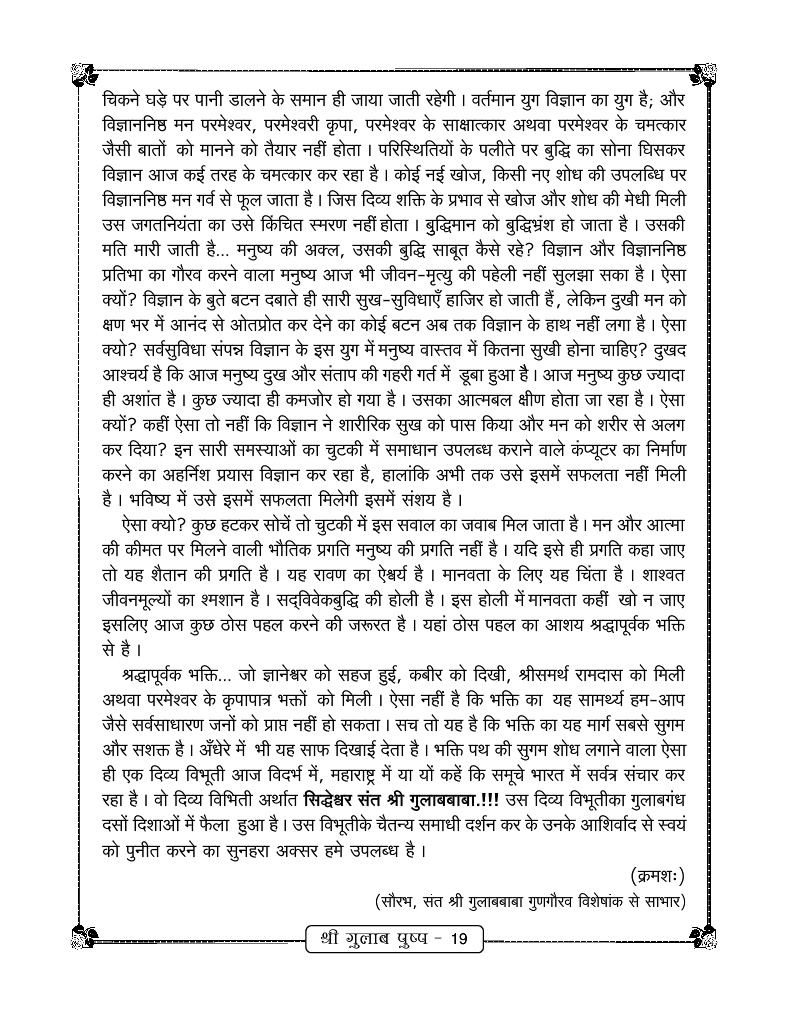 चिकने घड़े पर पानी डालने के समान ही जाया जाती रहेगी । वर्तमान युग विज्ञान का युग है; और
विज्ञाननिष्ठ मन परमेश्वर, परमेश्वरी कृपा, परमेश्वर के साक्षात्कार अथवा परमेश्वर के चमत्कार
जैसी बातों को मानने को तैयार नहीं होता । परिस्थितियों के पलीते पर बुद्धि का सोना घिसकर
विज्ञान आज कई तरह के चमत्कार कर रहा है । कोई नई खोज, किसी नए शोध की उपलब्धि पर
विज्ञाननिष्ठ मन गर्व से फूल जाता है । जिस दिव्य शक्ति के प्रभाव से खोज और शोध की मेधी मिली
उस जगतनियंता का उसे किंचित स्मरण नहीं होता । बुद्धिमान को बुद्धिभ्रंश हो जाता है । उसकी
मति मारी जाती है... मनुष्य की अक्ल, उसकी बुद्धि साबूत कैसे रहे? विज्ञान और विज्ञाननिष्ठ
प्रतिभा का गौरव करने वाला मनुष्य आज भी जीवन-मृत्यु की पहेली नहीं सुलझा सका है । ऐसा
क्यों? विज्ञान के बुते बटन दबाते ही सारी सुख-सुविधाएँ हाजिर हो जाती हैं, लेकिन दुखी मन को
क्षण भर में आनंद से ओतप्रोत कर देने का कोई बटन अब तक विज्ञान के हाथ नहीं लगा है । ऐसा
क्यो? सर्वसुविधा संपन्न विज्ञान के इस युग में मनुष्य वास्तव में कितना सुखी होना चाहिए? दुखद
आश्चर्य है कि आज मनुष्य दुख और संताप की गहरी गर्त में डूबा हुआ है । आज मनुष्य कुछ ज्यादा
ही अशांत है । कुछ ज्यादा ही कमजोर हो गया है । उसका आत्मबल क्षीण होता जा रहा है । ऐसा
क्यों? कहीं ऐसा तो नहीं कि विज्ञान ने शारीरिक सुख को पास किया और मन को शरीर से अलग
कर दिया? इन सारी समस्याओं का चुटकी में समाधान उपलब्ध कराने वाले कंप्यूटर का निर्माण
करने का अहर्निश प्रयास विज्ञान कर रहा है, हालांकि अभी तक उसे इसमें सफलता नहीं मिली
है । भविष्य में उसे इसमें सफलता मिलेगी इसमें संशय है ।
ऐसा क्यो? कुछ हटकर सोचें तो चुटकी में इस सवाल का जवाब मिल जाता है । मन और आत्मा
की कीमत पर मिलने वाली भौतिक प्रगति मनुष्य की प्रगति नहीं है । यदि इसे ही प्रगति कहा जाए
तो यह शैतान की प्रगति है । यह रावण का ऐश्वर्य है । मानवता के लिए यह चिंता है । शाश्वत
जीवनमूल्यों का श्मशान है । सद्विवेकबुद्धि की होली है । इस होली में मानवता कहीं खो न जाए
इसलिए आज कुछ ठोस पहल करने की जरूरत है । यहां ठोस पहल का आशय श्रद्धापूर्वक भक्ति
से है ।
श्रद्धापूर्वक भक्ति... जो ज्ञानेश्वर को सहज हुई, कबीर को दिखी, श्रीसमर्थ रामदास को मिली
अथवा परमेश्वर के कृपापात्र भक्तों को मिली । ऐसा नहीं है कि भक्ति का यह सामर्थ्य हम-आप
जैसे सर्वसाधारण जनों को प्राप्त नहीं हो सकता । सच तो यह है कि भक्ति का यह मार्ग सबसे सुगम
और सशक्त है । अँधेरे में भी यह साफ दिखाई देता है । भक्ति पथ की सुगम शोध लगाने वाला ऐसा
ही एक दिव्य विभूती आज विदर्भ में, महाराष्ट्र में या यों कहें कि समूचे भारत में सर्वत्र संचार कर
रहा है । वो दिव्य विभिती अर्थात सिद्धेश्वर संत श्री गुलाबबाबा.!!! उस दिव्य विभूतीका गुलाबगंध
दसों दिशाओं में फैला हुआ है । उस विभूतीके चैतन्य समाधी दर्शन कर के उनके आशिर्वाद से स्वयं
को पुनीत करने का सुनहरा अक्सर हमे उपलब्ध है ।
(क्रमशः)
(सौरभ, संत श्री गुलाबबाबा गुणगौरव विशेषांक से साभार)
श्री गुलाब पुष्प - 19